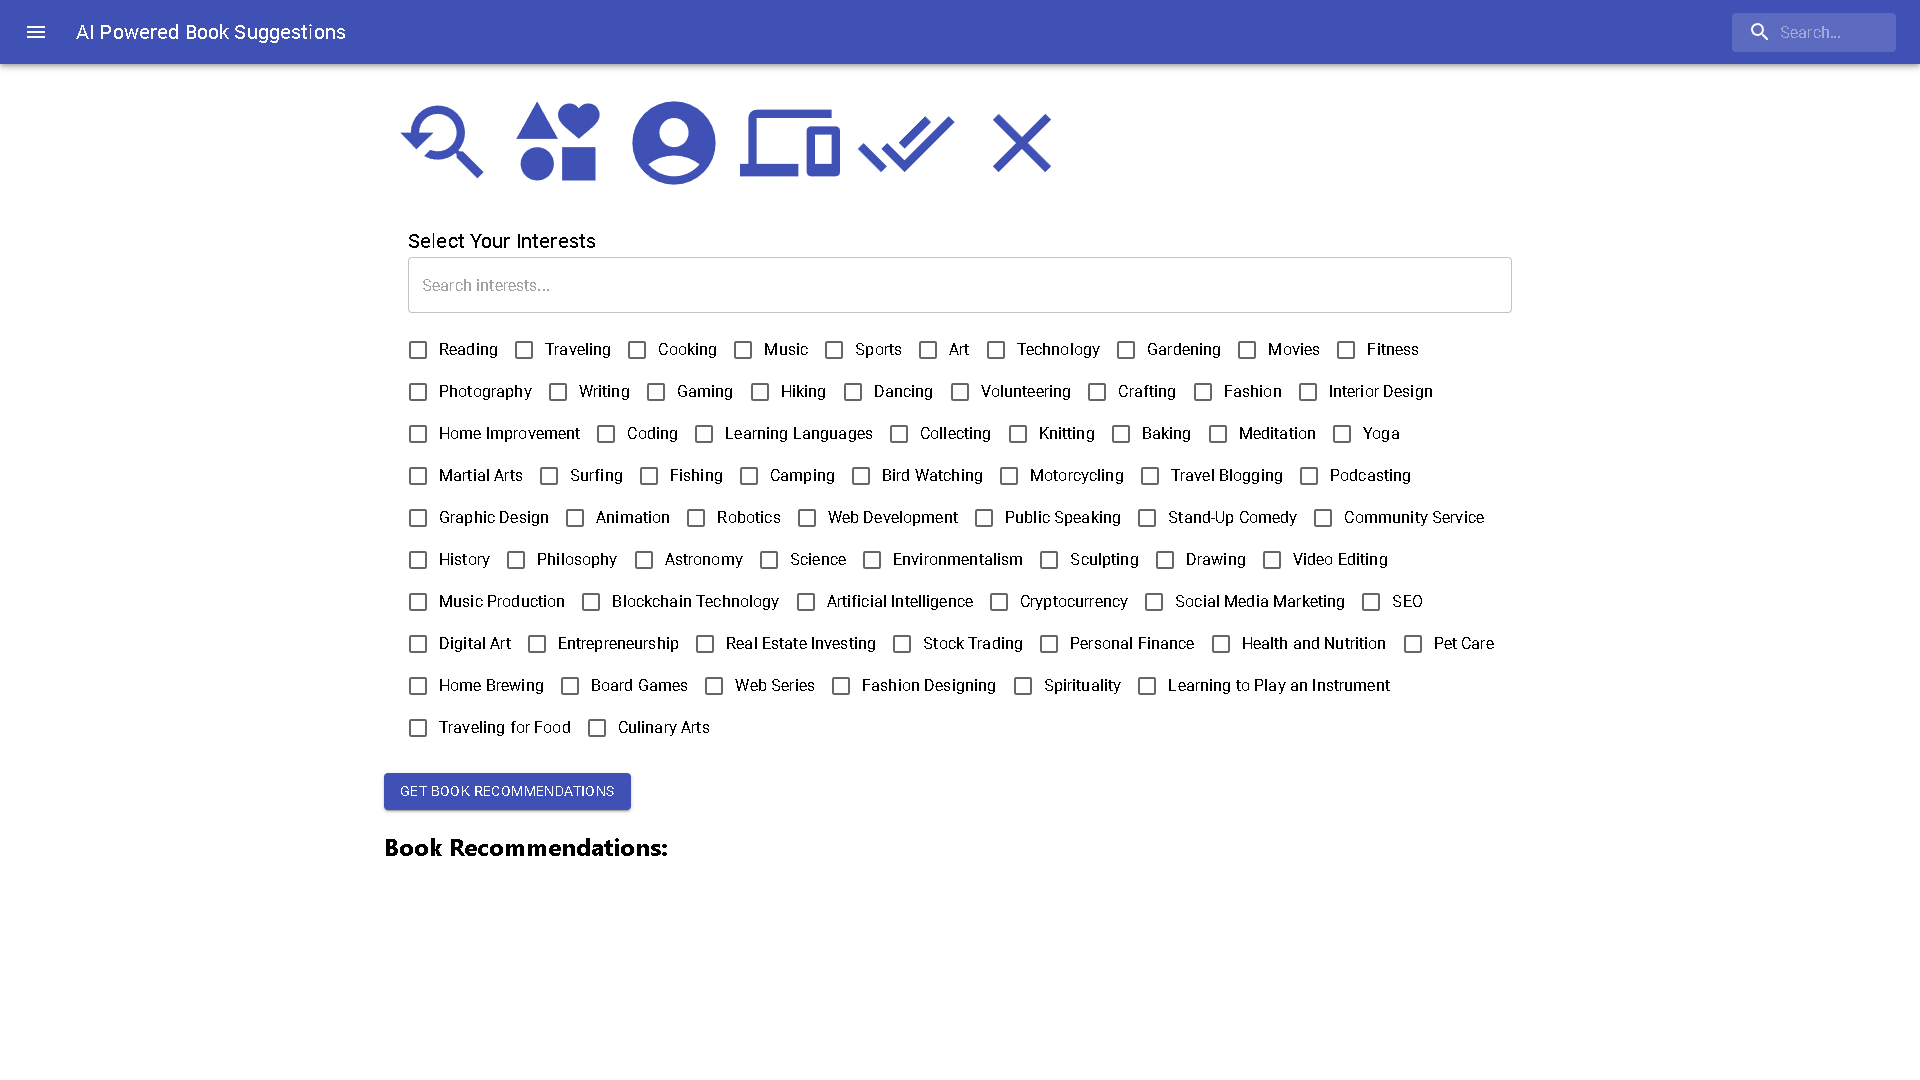 AI Powered Book Suggestions
Search...
Select Your Interests
Search interests...
Reading Traveling Cooking Music Sports Art Technology Gardening Movies Fitness
Photography Writing Gaming Hiking Dancing Volunteering Crafting Fashion Interior Design
Home Improvement Coding Learning Languages Collecting Knitting Baking Meditation Yoga
Martial Arts Surfing Fishing Camping Bird Watching Motorcycling Travel Blogging Podcasting
Graphic Design Animation Robotics Web Development Public Speaking Stand-Up Comedy Community Service
History Philosophy Astronomy Science Environmentalism Sculpting Drawing Video Editing
Music Production Blockchain Technology Artificial Intelligence Cryptocurrency Social Media Marketing SEO
Digital Art Entrepreneurship Real Estate Investing Stock Trading Personal Finance Health and Nutrition Pet Care
Home Brewing Board Games Web Series Fashion Designing Spirituality Learning to Play an Instrument
Traveling for Food Culinary Arts
GET BOOK RECOMMENDATIONS
Book Recommendations: